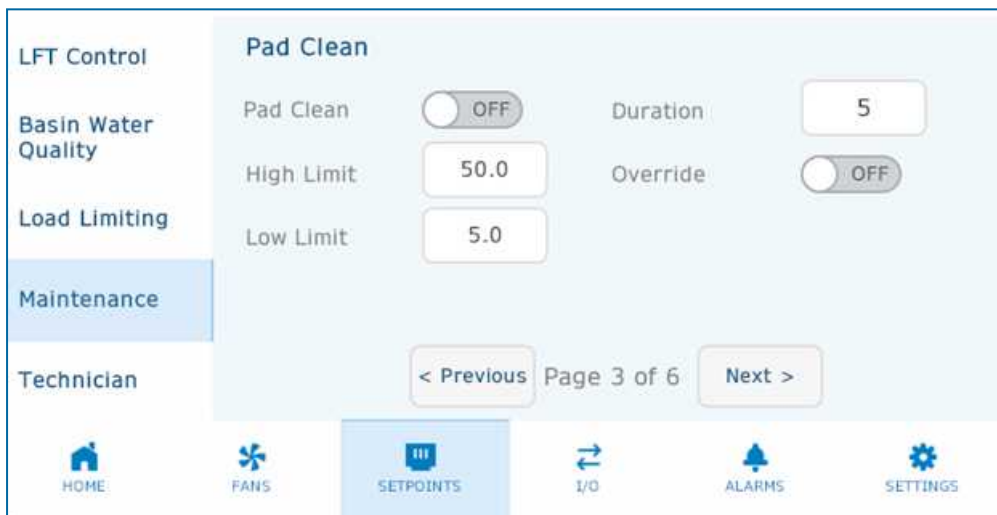 LFT Control
Basin Water
Quality
Load Limiting
Maintenance
Technician
Pad Clean
Pad Clean OFF Duration 5
High Limit 50.0 Override OFF
Low Limit 5.0
< Previous Page 3 of 6 Next >
HOME FANS SETPOINTS I/O ALARMS SETTINGS